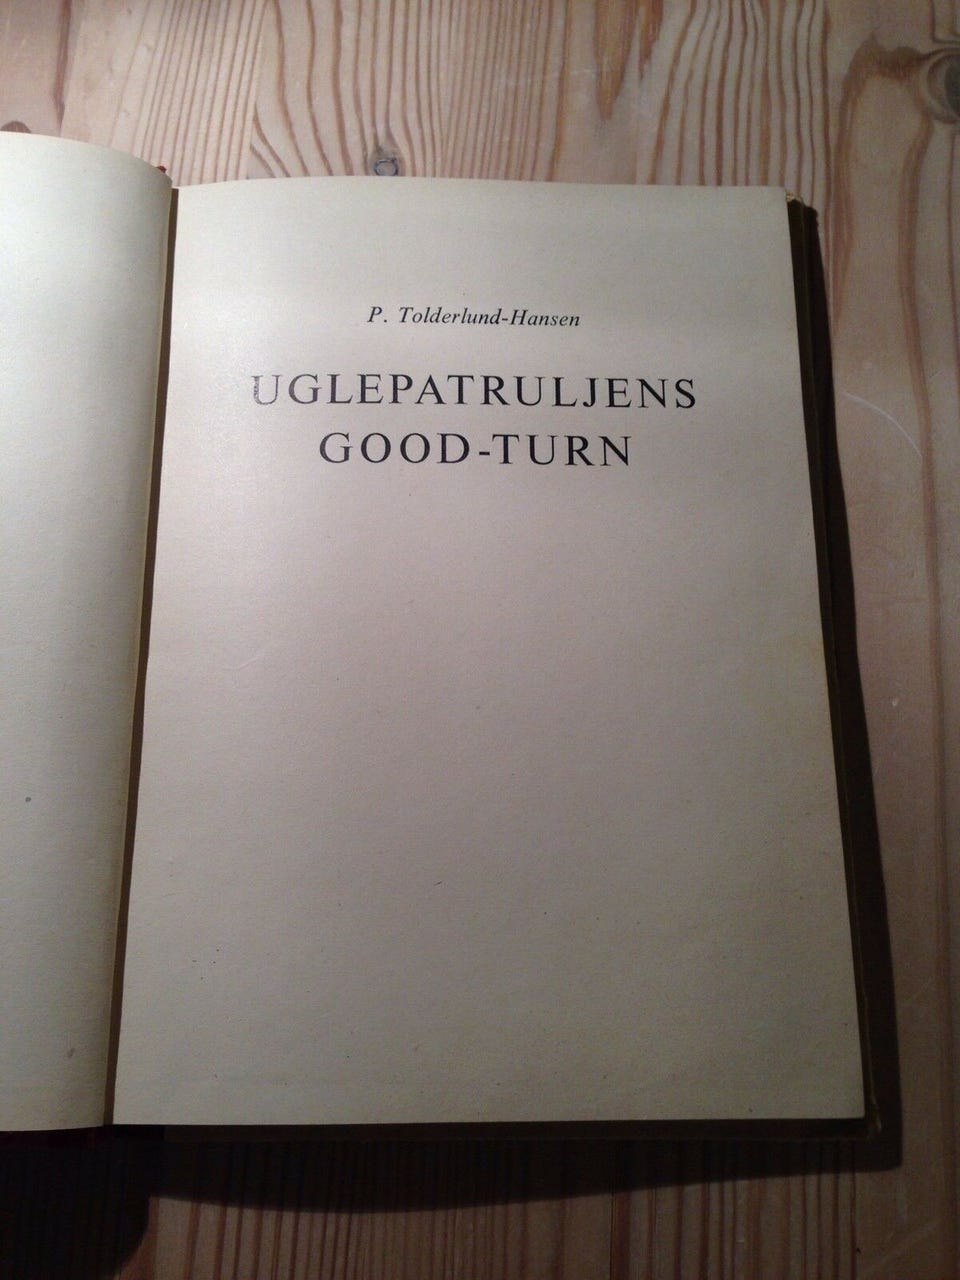 P. Tolderlund-Hansen
UGLEPATRULJENS
GOOD-TURN